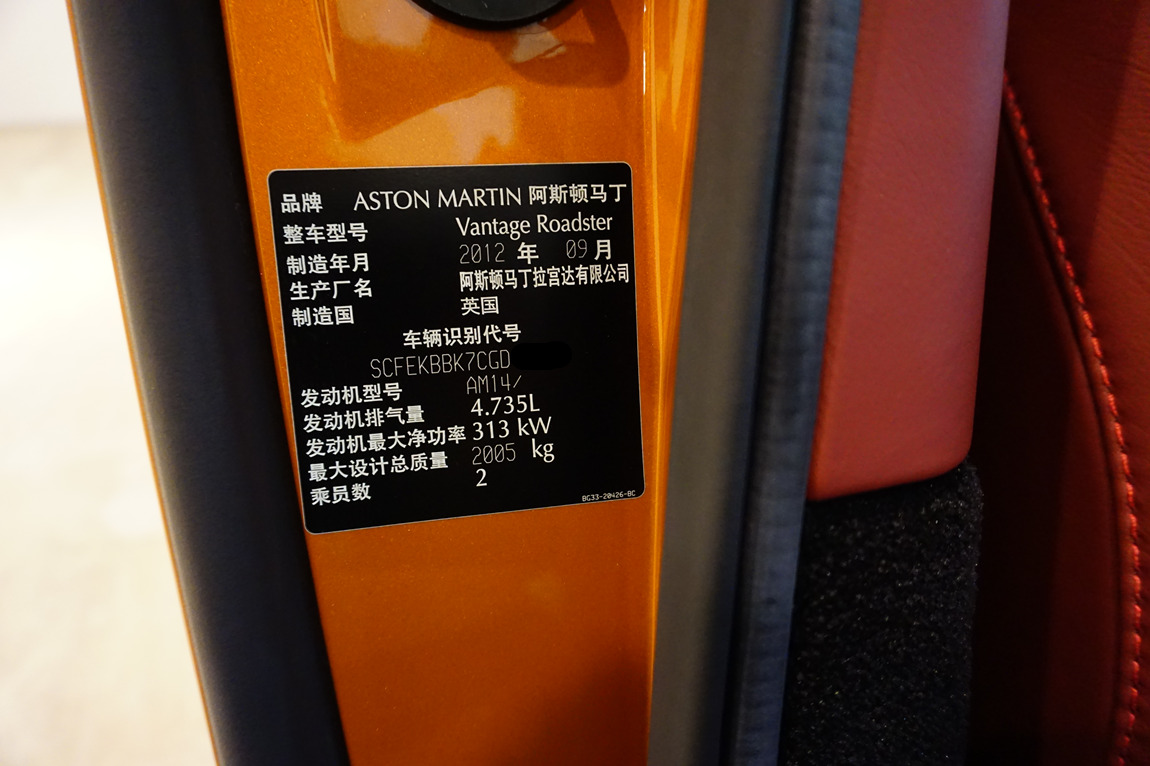 品牌 ASTON MARTIN 阿斯顿马丁
整车型号 Vantage Roadster
制造年月 2012 年 09 月
生产厂名 阿斯顿马丁拉宫达有限公司
制造国 英国
车辆识别代号
SCFEKBBK7CGD
发动机型号 AM14/
发动机排气量 4.735L
发动机最大净功率 313 kW
最大设计总质量 2005 kg
乘员数 2
BG33-20426-BC